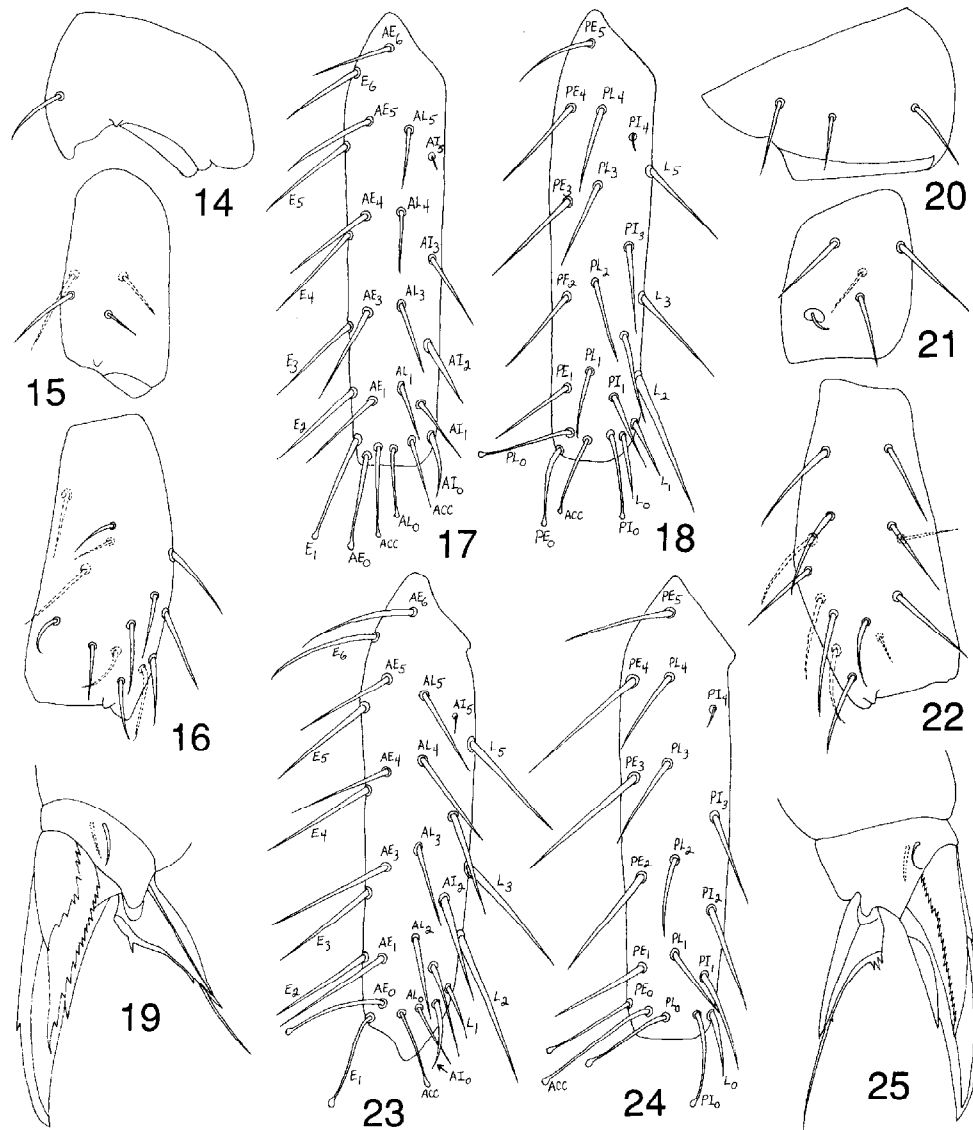 14
15
16
AE6
E6
AE5
E5
AL5
AI5
AE4
E4
AL4
AI3
AE3
E3
AL3
AI2
AE1
E2
AL1
AI1
E1
AE0
ACC
AL0
ACC
AI0
17
PE5
PE4
PL4
PI4
L5
PE3
PL3
PI3
PE2
PL2
L3
PE1
PL1
PI1
L2
PL0
PE0
ACC
PI0
L0
L1
18
20
21
22
19
AE6
E6
AE5
E5
AL5
AI5
L5
AE4
E4
AL4
AE3
E3
AL3
AI2
L3
AE1
E2
AL2
L2
AE0
E1
AL0
ACC
AI0
L1
23
PE5
PE4
PL4
PI4
PE3
PL3
PI3
PE2
PL2
PI2
PE1
PL1
PI1
PE0
PL0
ACC
PI0
L0
24
25